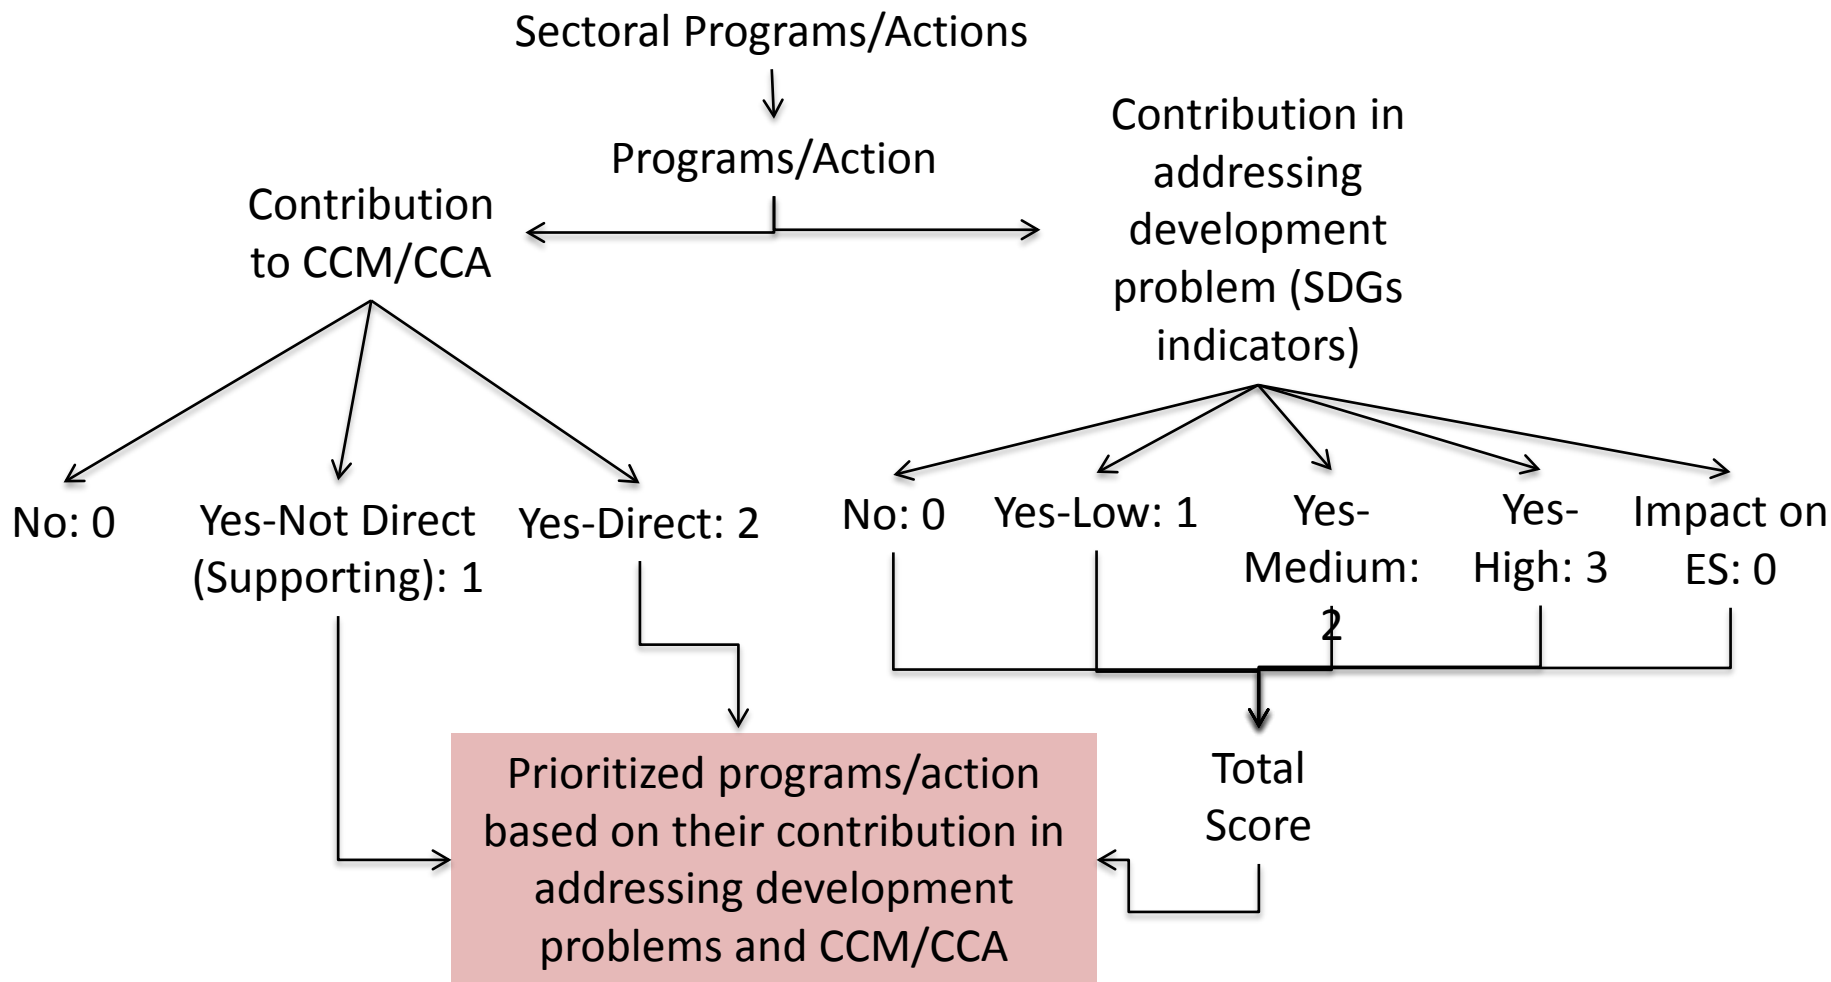 Sectoral Programs/Actions
Programs/Action
Contribution
to CCM/CCA
Contribution in
addressing
development
problem (SDGs
indicators)
No: 0
Yes-Not Direct
(Supporting): 1
Yes-Direct: 2
No: 0
Yes-Low: 1
Yes-
Medium:
2
Yes-
High: 3
Impact on
ES: 0
Prioritized programs/action
based on their contribution in
addressing development
problems and CCM/CCA
Total
Score